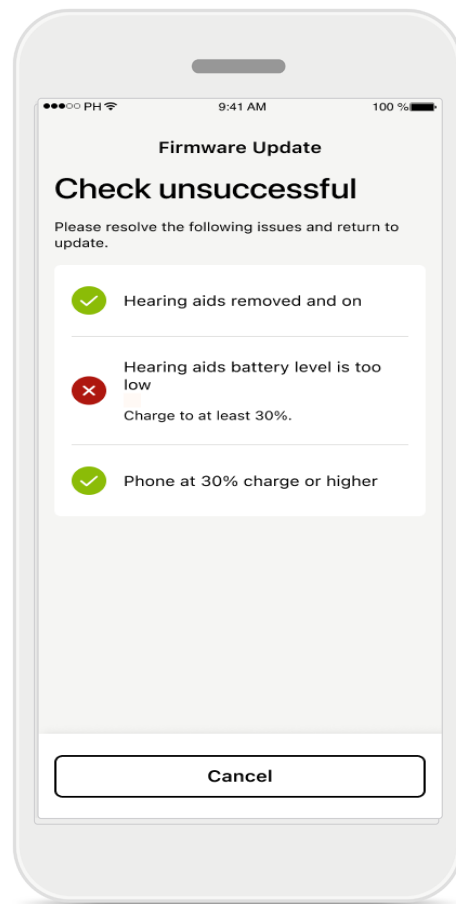 PH 9:41 AM 100 %
Firmware Update
Check unsuccessful
Please resolve the following issues and return to
update.
Hearing aids removed and on
Hearing aids battery level is too
low
Charge to at least 30%.
Phone at 30% charge or higher
Cancel